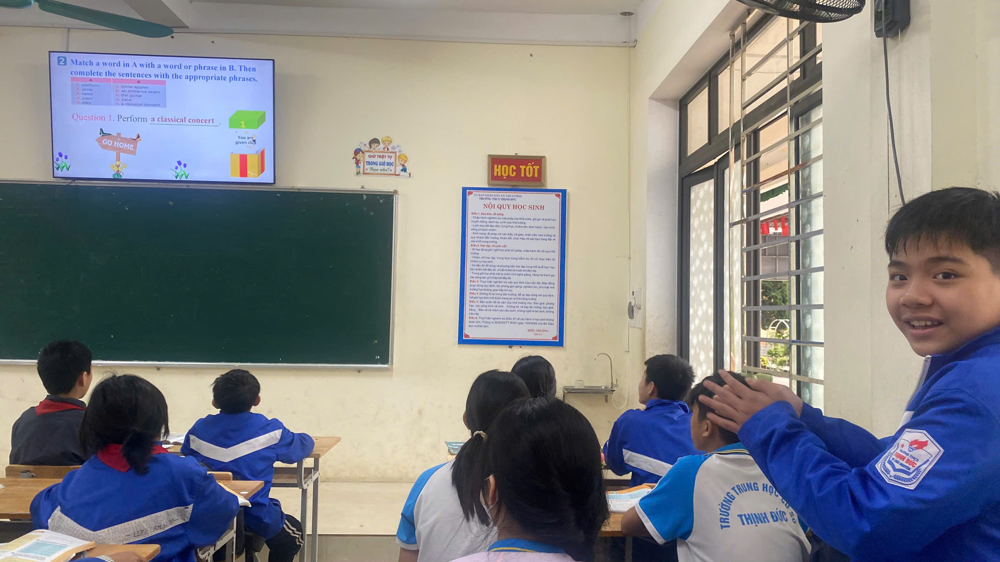 2 Match a word in A with a word or phrase in B. Then
complete the sentences with the appropriate phrases.
A B
1. perform a. some apples
2. drink b. an entrance exam
3. need c. the guitar
4. pass d. juice
5. play e. a classical concert
Question 1. Perform a classical concert .
1
You are
given cl
GO HOME
GIỮ TRẬT TỰ
TRONG GIỜ HỌC
Bạn nhé!
HỌC TỐT
ỦY BAN NHÂN DÂN XÃ TÂN CƯƠNG
TRƯỜNG THCS THỊNH ĐỨC
NỘI QUY HỌC SINH
Điều 1. Đạo đức, lối sống
- Chấp hành nghiêm túc luật pháp của Nhà nước, giữ gìn và phát huy
truyền thống, danh dự, uy tín của nhà trường.
- Luôn trau dồi đạo đức, trung thực, khiêm tốn, lành mạnh, văn minh,
sống có trách nhiệm.
- Kính trọng, lễ phép với các thầy, cô giáo, nhân viên nhà trường và
quý khách đến trường. Đoàn kết, chan hòa với các bạn trong lớp và
các khối trong trường.
Điều 2. Học tập, chuyên cần
- Đi học đúng giờ, nghỉ học phải xin phép; chấp hành tốt nội quy nhà
trường.
- Chăm chỉ học tập, trung thực trong kiểm tra, thi cử; thực hiện tốt
nhiệm vụ học sinh.
- Có đầy đủ đồ dùng và phương tiện học tập trong mỗi buổi học; học
bài và làm bài đầy đủ, chuẩn bị bài kỹ trước khi đến lớp.
- Trong giờ học phải trật tự chăm chú nghe giảng, hăng hái tham gia
xây dựng bài, ghi chép bài đầy đủ.
Điều 3. Thực hiện nghiêm túc các quy định của Liên đội. Mặc đồng
phục đúng quy định; tác phong gọn gàng, nghiêm túc, phù hợp môi
trường học đường, giao tiếp lịch sự.
Điều 4. Không đi xe trong sân trường, để xe đạp đúng nơi quy định,
hết giờ học sinh mới được mang xe ra khỏi cổng trường.
Điều 5. Bảo quản tốt tài sản của nhà trường như: Bàn ghế, phòng
học, các công trình vệ sinh... Không kẻ, vẽ bậy lên tường, bàn ghế,
bảng... Bảo vệ và chăm sóc cây xanh, không ngắt lá bẻ cành, không
trèo cây.
Điều 6. Thực hiện nghiêm túc Điều 37 về các hành vi học sinh không
được làm (Thông tư 32/2020/TT-BGD ngày 15/9/2020 của Bộ Giáo
dục và Đào tạo).
HIỆU TRƯỞNG
(Đã ký)
9B
TRƯỜNG THCS
THỊNH ĐỨC
TP THÁI NGUYÊN
TRƯỜNG TRUNG HỌC CƠ SỞ
THỊNH ĐỨC